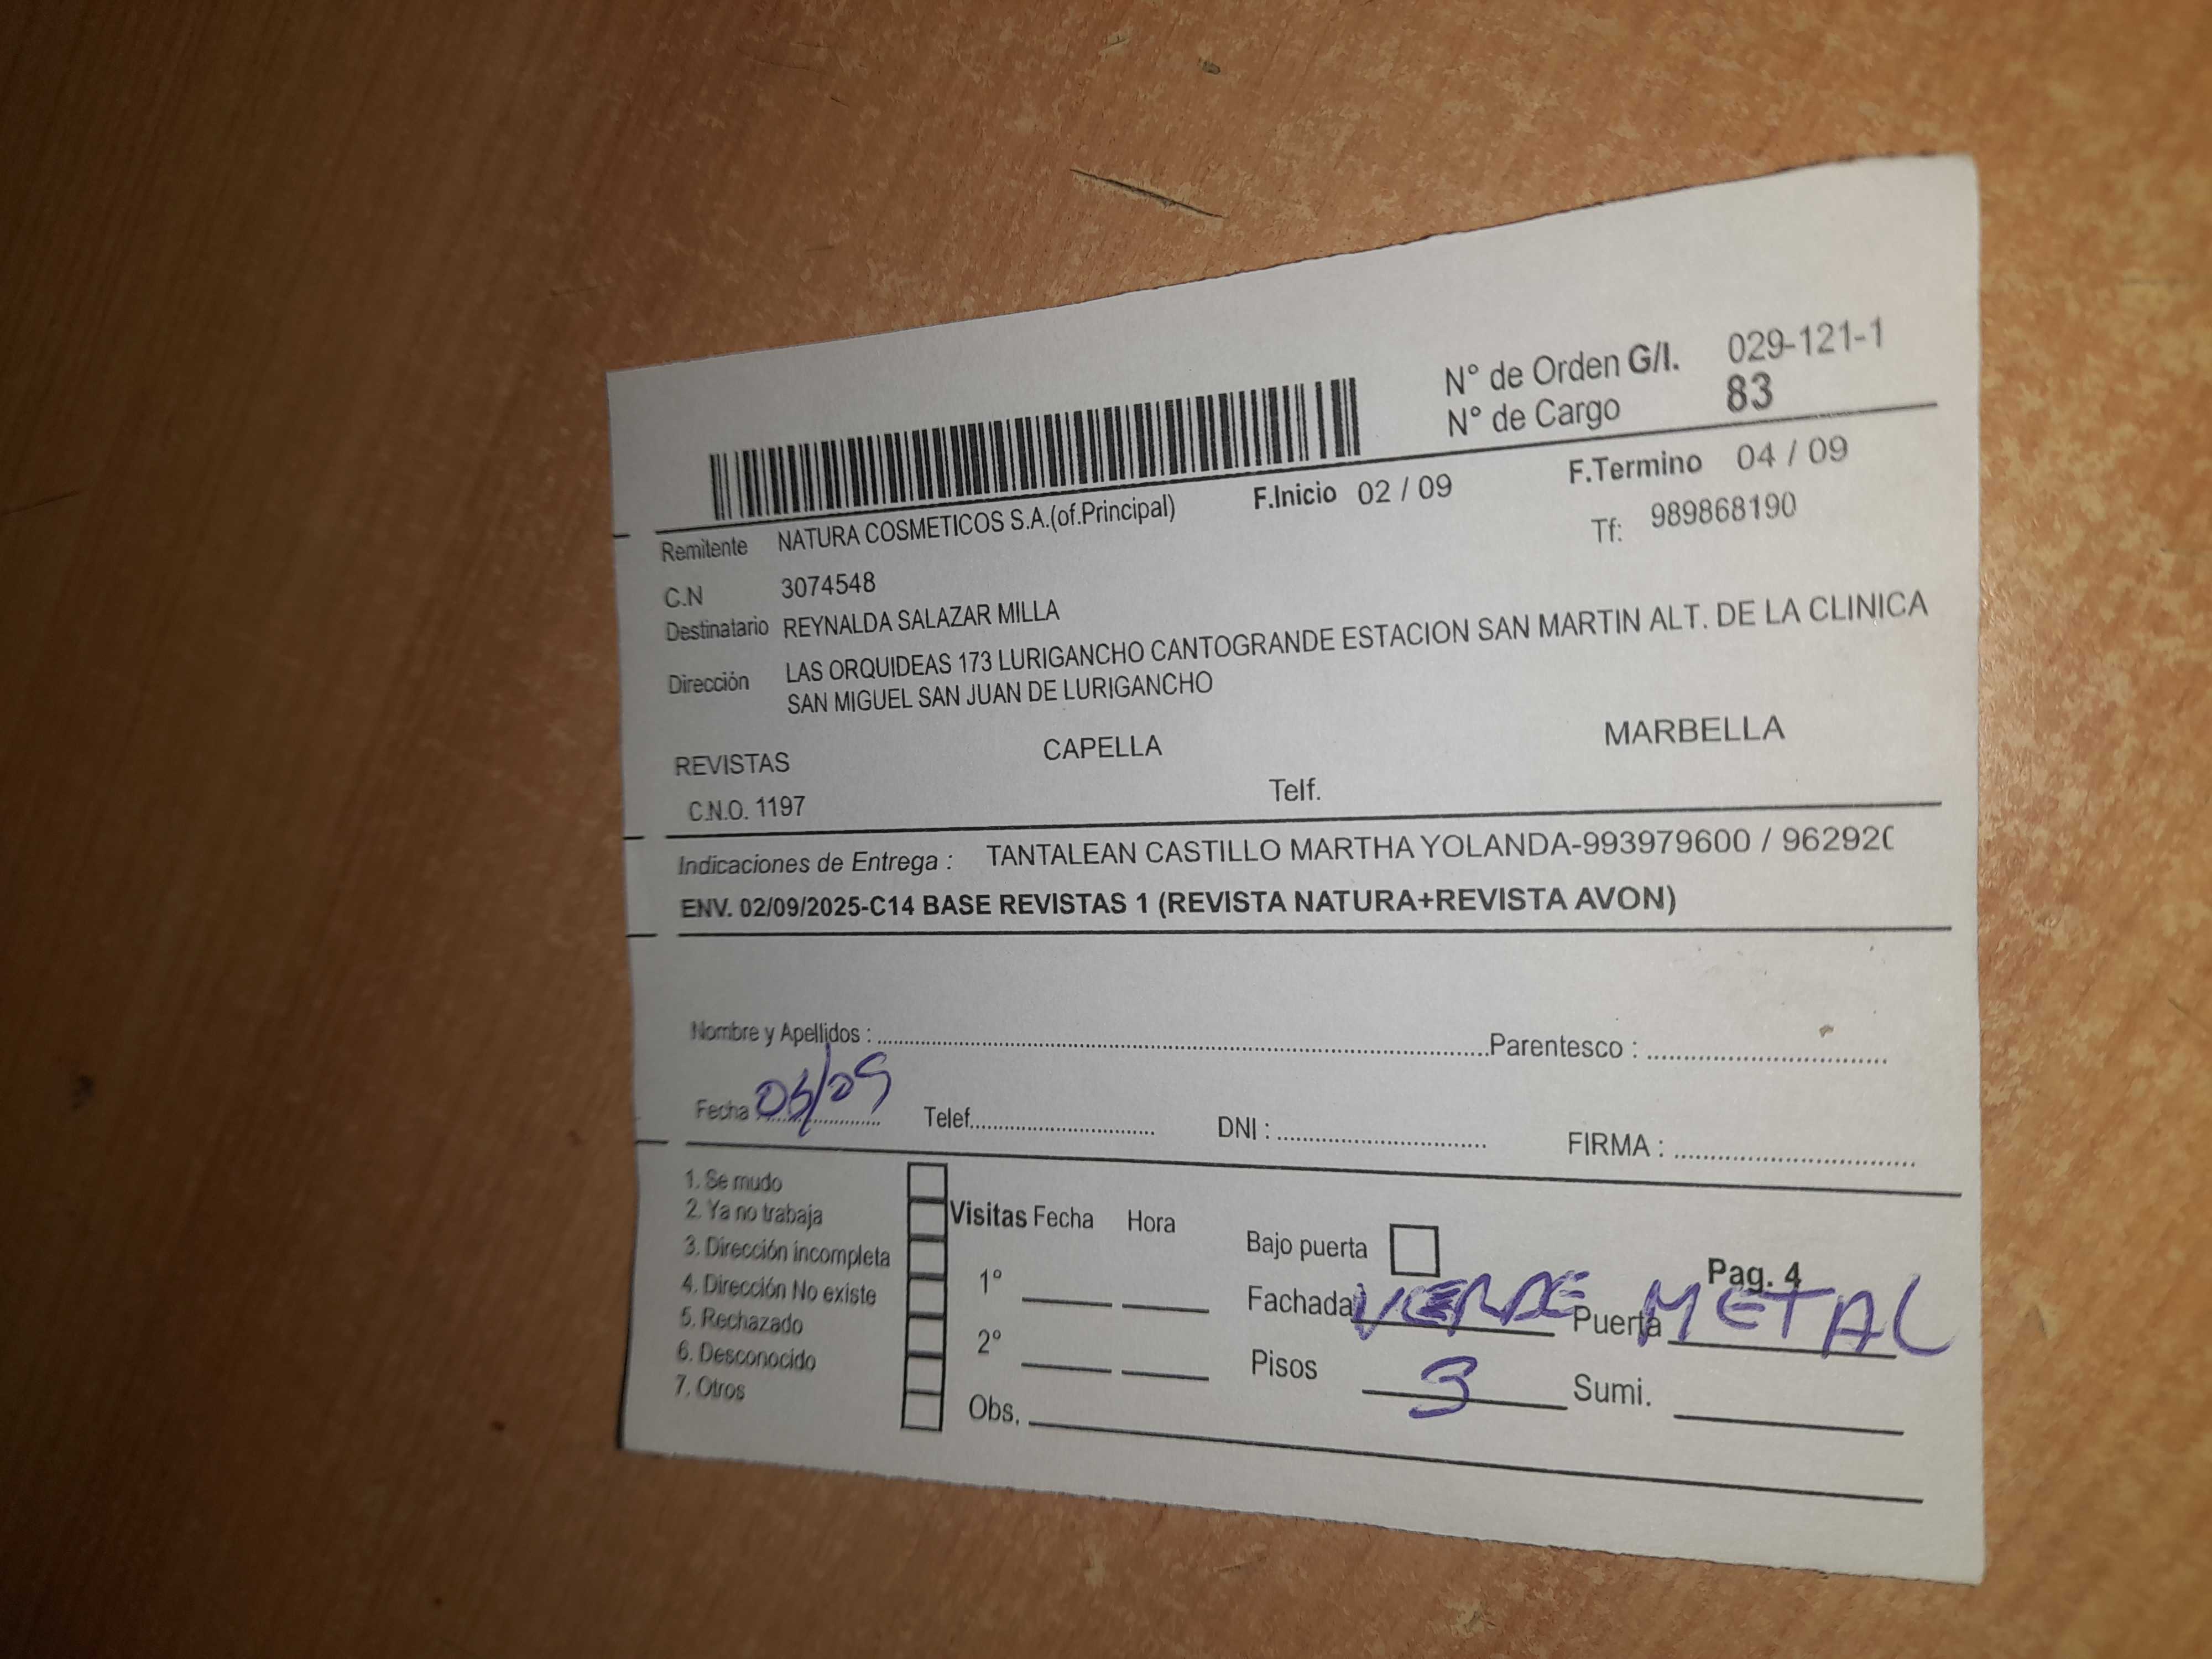 N° de Orden G/I. 029-121-1
N° de Cargo 83
F.Inicio 02 / 09 F.Termino 04 / 09
Remitente NATURA COSMETICOS S.A.(of.Principal) Tf: 989868190
C.N 3074548
Destinatario REYNALDA SALAZAR MILLA
Dirección LAS ORQUIDEAS 173 LURIGANCHO CANTOGRANDE ESTACION SAN MARTIN ALT. DE LA CLINICA
SAN MIGUEL SAN JUAN DE LURIGANCHO
REVISTAS CAPELLA MARBELLA
C.N.O. 1197 Telf.
Indicaciones de Entrega : TANTALEAN CASTILLO MARTHA YOLANDA-993979600 / 96292
ENV. 02/09/2025-C14 BASE REVISTAS 1 (REVISTA NATURA+REVISTA AVON)
Nombre y Apellidos : Parentesco :
Fecha Telef. DNI : FIRMA :
1. Se mudo
2. Ya no trabaja
3. Dirección incompleta
4. Dirección No existe
5. Rechazado
6. Desconocido
7. Otros
Visitas Fecha Hora
1°
2°
Obs.
Bajo puerta Pag. 4
Fachada VERDE Puerta METAL
Pisos 3 Sumi.